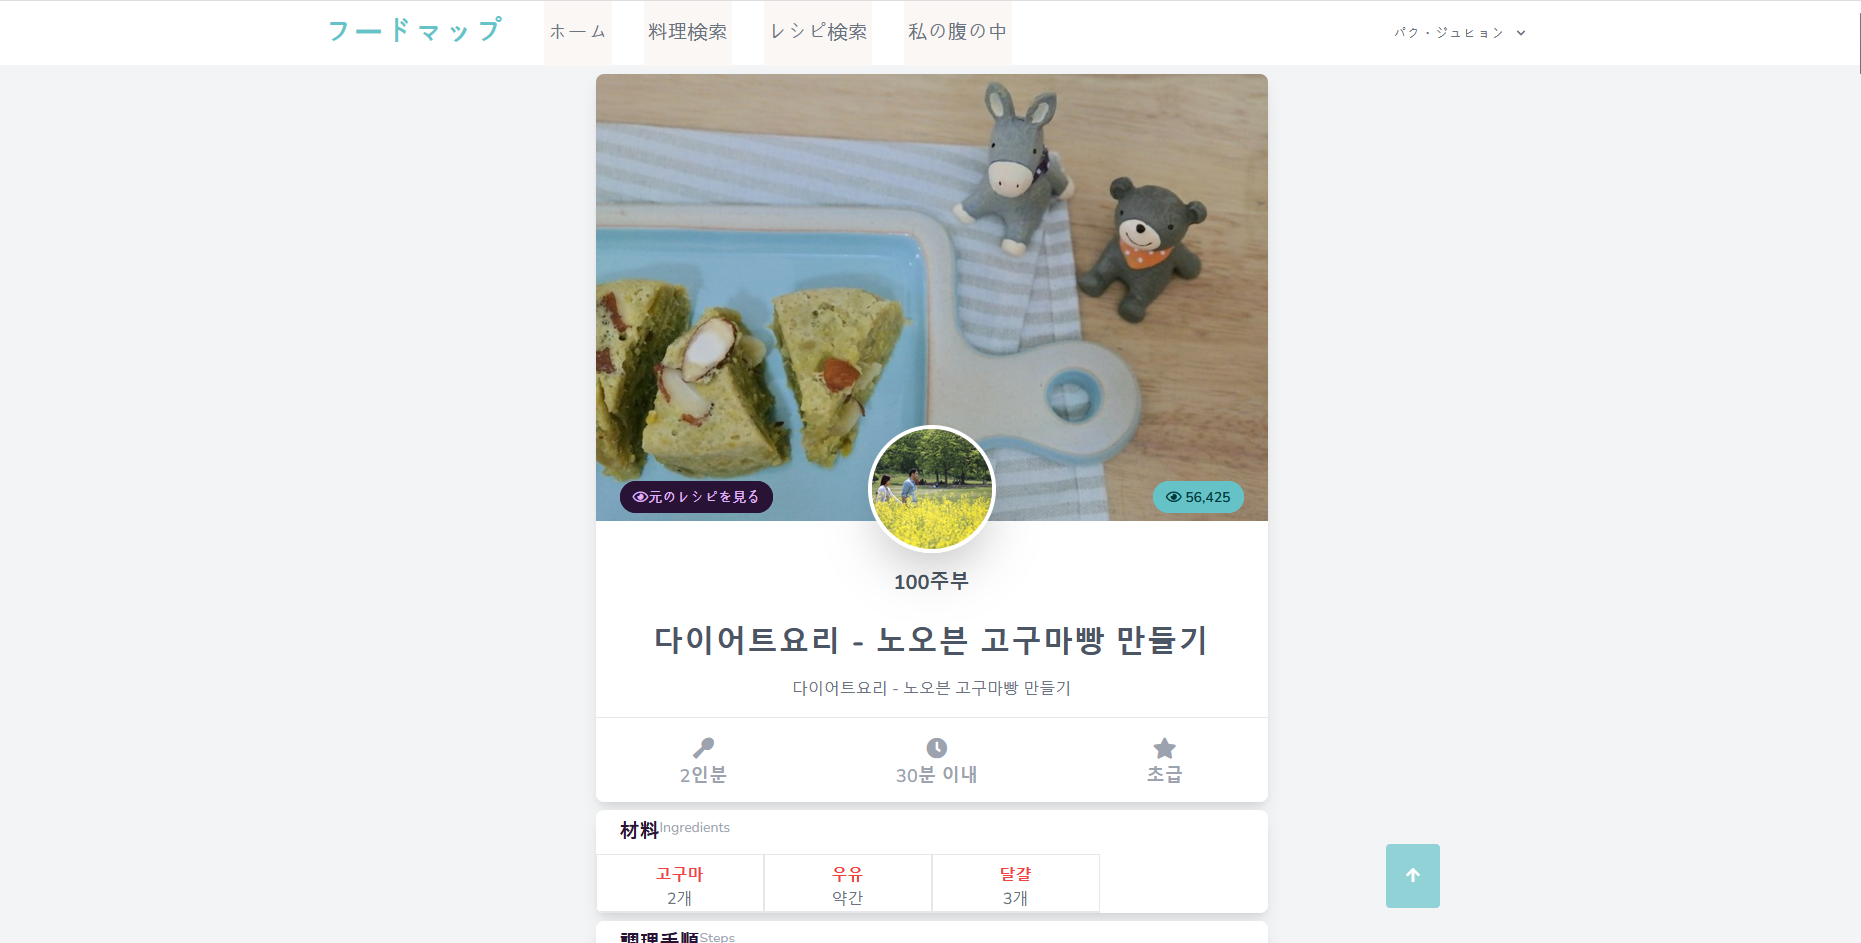 フードマップ
ホーム
料理検索
レシピ検索
私の腹の中
パク・ジュヒョン
元のレシピを見る
56,425
100주부
다이어트요리 - 노오븐 고구마빵 만들기
다이어트요리 - 노오븐 고구마빵 만들기
2인분
30분 이내
초급
材料Ingredients
고구마
2개
우유
약간
달걀
3개
調理手順Steps